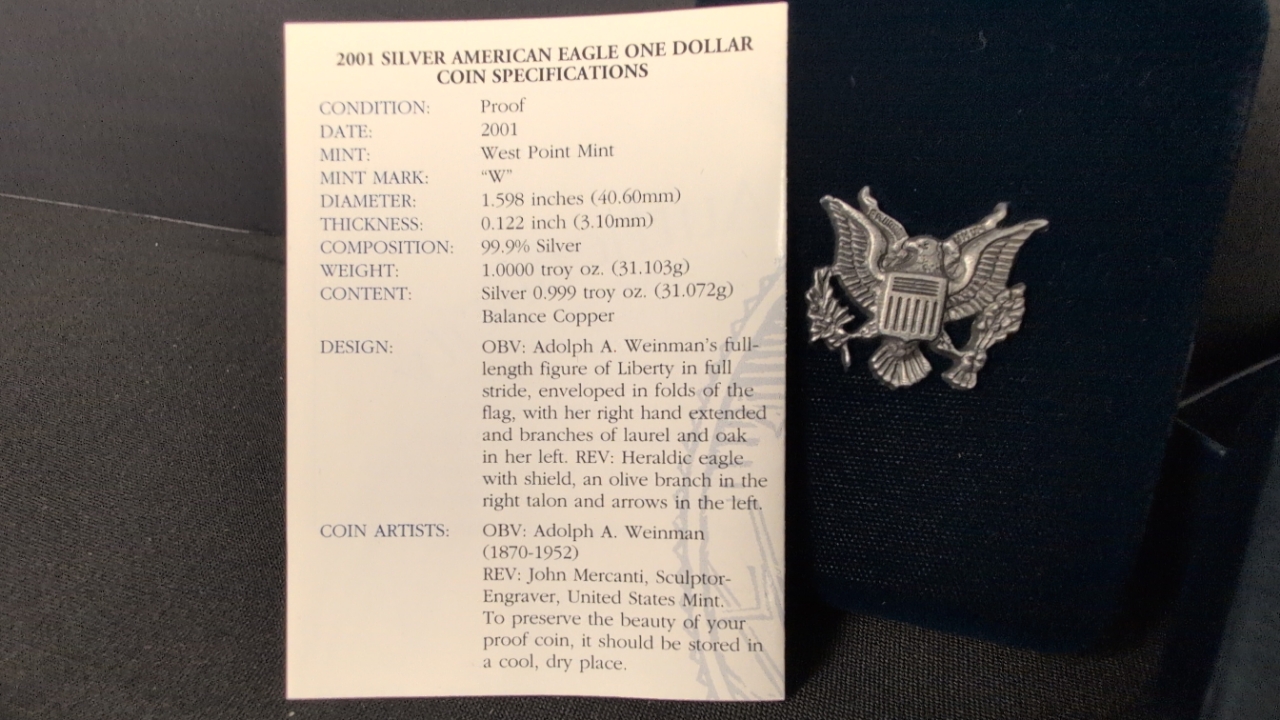 2001 SILVER AMERICAN EAGLE ONE DOLLAR
COIN SPECIFICATIONS
CONDITION: Proof
DATE: 2001
MINT: West Point Mint
MINT MARK: “W”
DIAMETER: 1.598 inches (40.60mm)
THICKNESS: 0.122 inch (3.10mm)
COMPOSITION: 99.9% Silver
WEIGHT: 1.0000 troy oz. (31.103g)
CONTENT: Silver 0.999 troy oz. (31.072g)
Balance Copper
DESIGN: OBV: Adolph A. Weinman’s full-
length figure of Liberty in full
stride, enveloped in folds of the
flag, with her right hand extended
and branches of laurel and oak
in her left. REV: Heraldic eagle
with shield, an olive branch in the
right talon and arrows in the left.
COIN ARTISTS: OBV: Adolph A. Weinman
(1870-1952)
REV: John Mercanti, Sculptor-
Engraver, United States Mint.
To preserve the beauty of your
proof coin, it should be stored in
a cool, dry place.